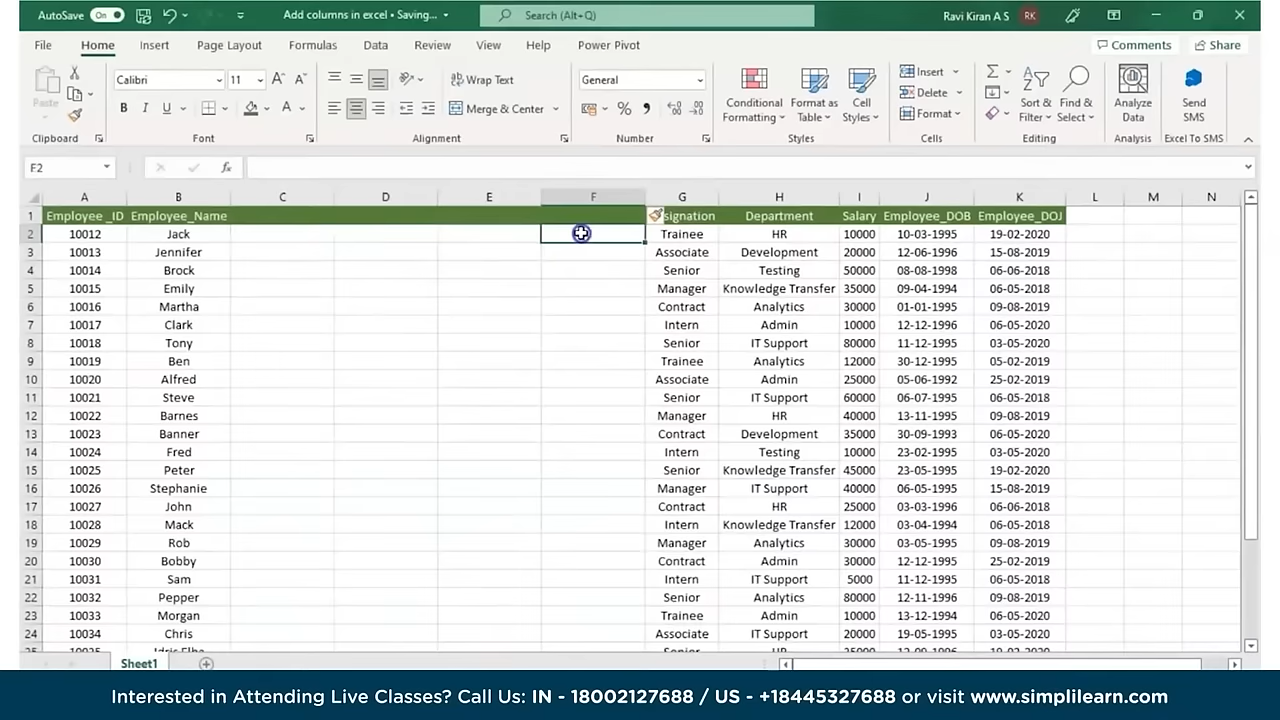 AutoSave On Add columns in excel • Saving... Search (Alt+Q) Ravi Kiran A S RK
File Home Insert Page Layout Formulas Data Review View Help Power Pivot Comments Share
Paste Calibri 11 A A Wrap Text General Conditional Formatting Format as Table Cell Styles Insert Σ Sort & Filter Find & Select Analyze Data Send SMS
B I U A Merge & Center % Delete
Format
Clipboard Font Alignment Number Styles Cells Editing Analysis Excel To SMS
F2 fx
A B C D E F G H I J K L M N
1 Employee _ID Employee_Name signation Department Salary Employee_DOB Employee_DOJ
2 10012 Jack Trainee HR 10000 10-03-1995 19-02-2020
3 10013 Jennifer Associate Development 20000 12-06-1996 15-08-2019
4 10014 Brock Senior Testing 50000 08-08-1998 06-06-2018
5 10015 Emily Manager Knowledge Transfer 35000 09-04-1994 06-05-2018
6 10016 Martha Contract Analytics 30000 01-01-1995 09-08-2019
7 10017 Clark Intern Admin 10000 12-12-1996 06-05-2020
8 10018 Tony Senior IT Support 80000 11-12-1995 03-05-2020
9 10019 Ben Trainee Analytics 12000 30-12-1995 05-02-2019
10 10020 Alfred Associate Admin 25000 05-06-1992 25-02-2019
11 10021 Steve Senior IT Support 60000 06-07-1995 06-05-2018
12 10022 Barnes Manager HR 40000 13-11-1995 09-08-2019
13 10023 Banner Contract Development 35000 30-09-1993 06-05-2020
14 10024 Fred Intern Testing 10000 23-02-1995 03-05-2020
15 10025 Peter Senior Knowledge Transfer 45000 23-05-1995 19-02-2020
16 10026 Stephanie Manager IT Support 40000 06-05-1995 15-08-2019
17 10027 John Contract HR 25000 03-03-1996 06-06-2018
18 10028 Mack Intern Knowledge Transfer 12000 03-04-1994 06-05-2018
19 10029 Rob Manager Analytics 30000 03-05-1995 09-08-2019
20 10030 Bobby Contract Admin 30000 12-12-1995 06-05-2020
21 10031 Sam Intern IT Support 5000 11-12-1995 06-05-2018
22 10032 Pepper Senior Analytics 80000 12-11-1996 09-08-2019
23 10033 Morgan Trainee Admin 10000 13-12-1994 06-05-2020
24 10034 Chris Associate IT Support 20000 19-05-1995 03-05-2020
Sheet1
Interested in Attending Live Classes? Call Us: IN - 18002127688 / US - +18445327688 or visit www.simplilearn.com